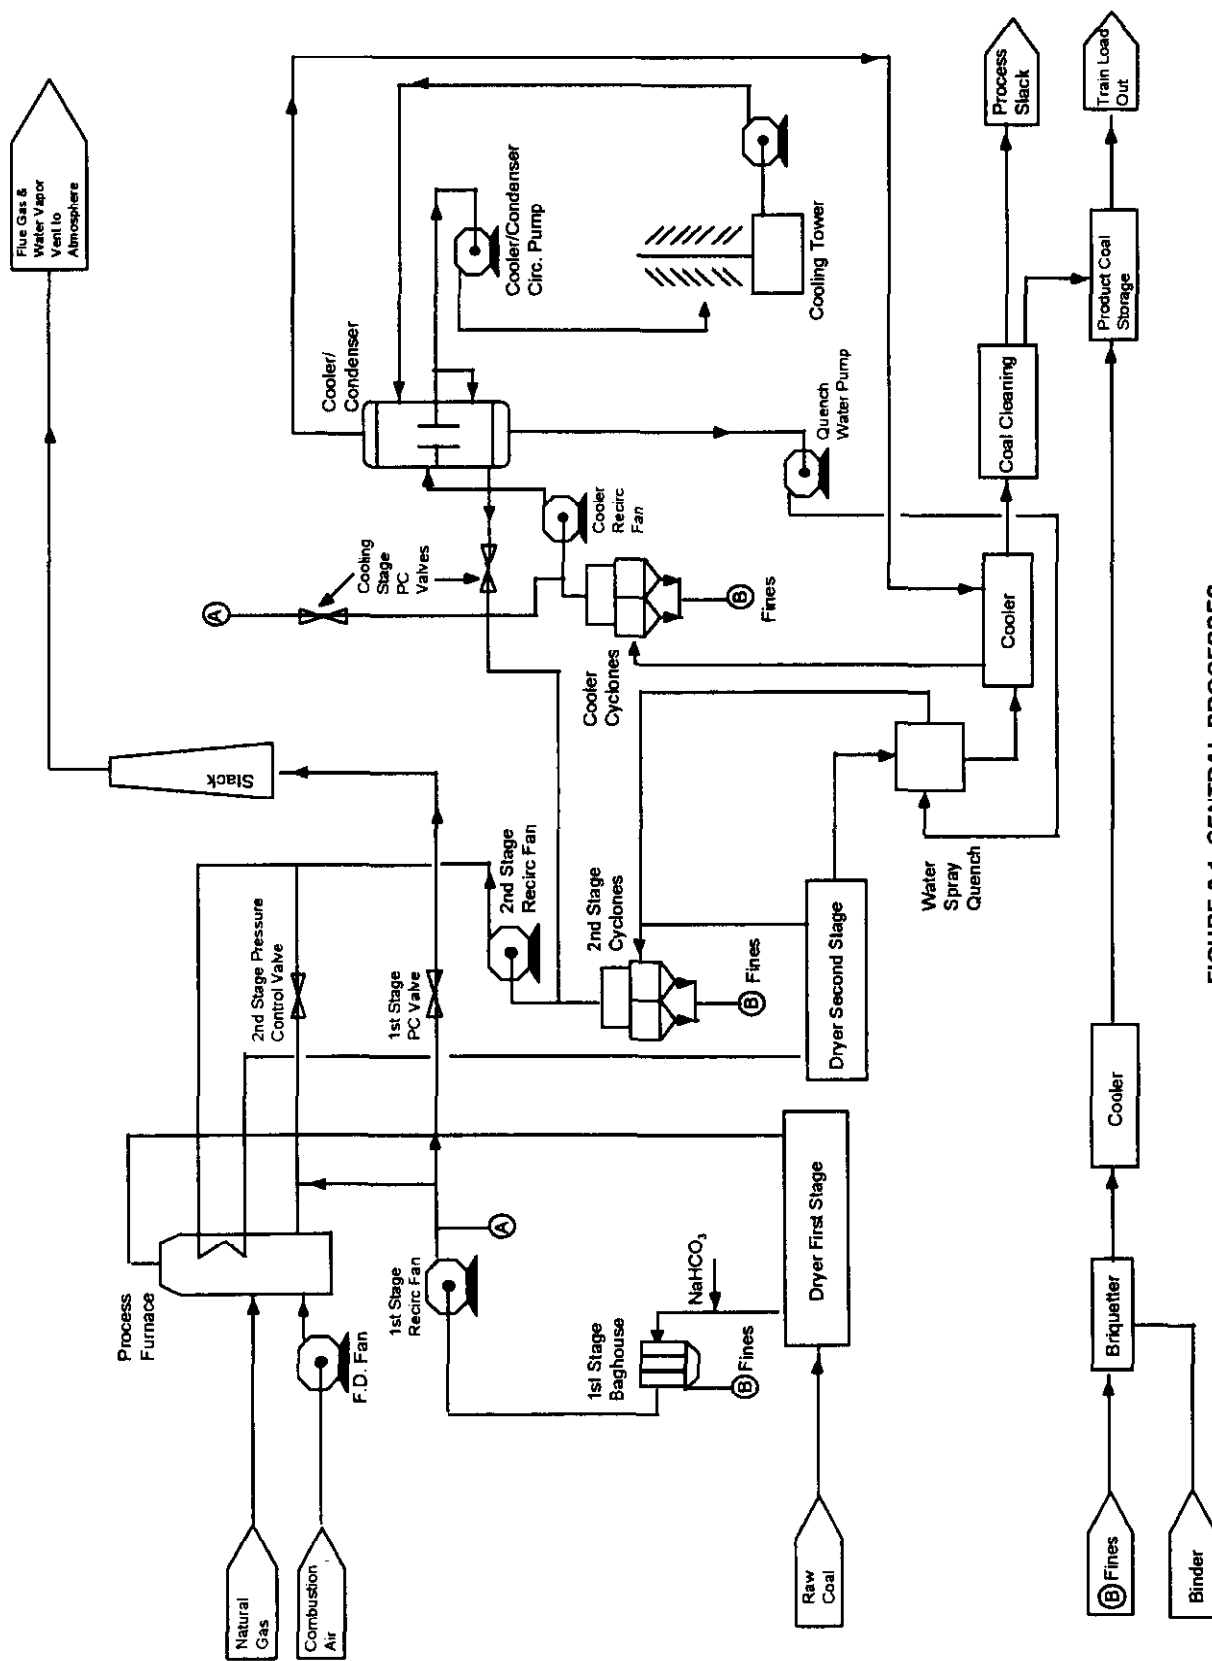 Natural
Gas
Combustion
Air
Process
Furnace
F.D. Fan
2nd Stage Pressure
Control Valve
1st Stage
Recirc Fan
A
1st Stage
PC Valve
2nd Stage
Recirc Fan
Stack
Flue Gas &
Water Vapor
Vent to
Atmosphere
A
Cooling
Stage
PC
Valves
Cooler/
Condenser
Cooler/Condenser
Circ. Pump
Cooling Tower
Cooler
Recirc
Fan
Quench
Water Pump
Cooler
Cyclones
B
Fines
2nd Stage
Cyclones
B Fines
1st Stage
Baghouse
B Fines
NaHCO3
Raw
Coal
Dryer First Stage
Dryer Second Stage
Water
Spray
Quench
Cooler
Coal Cleaning
Process
Slack
B Fines
Binder
Briquetter
Cooler
Product Coal
Storage
Train Load
Out